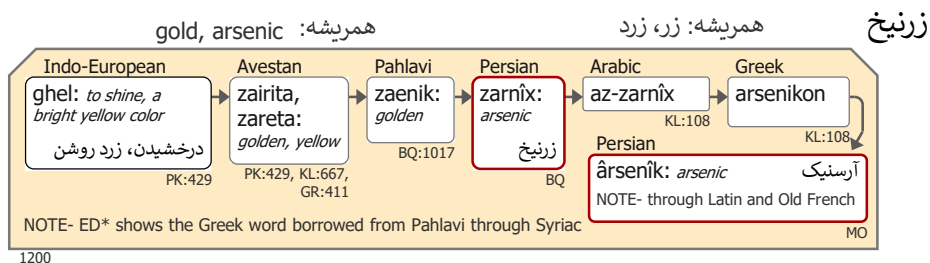 زرنیخ
همریشه: زر، زرد
همریشه: gold, arsenic
Indo-European
ghel: to shine, a
bright yellow color
درخشیدن، زرد روشن
PK:429
Avestan
zairita,
zareta:
golden, yellow
PK:429, KL:667,
GR:411
Pahlavi
zaenik:
golden
BQ:1017
Persian
zarnîx:
arsenic
زرنیخ
BQ
Arabic
az-zarnîx
KL:108
Greek
arsenikon
KL:108
Persian
ârsenîk: arsenic آرسنیک
NOTE- through Latin and Old French
MO
NOTE- ED* shows the Greek word borrowed from Pahlavi through Syriac
1200